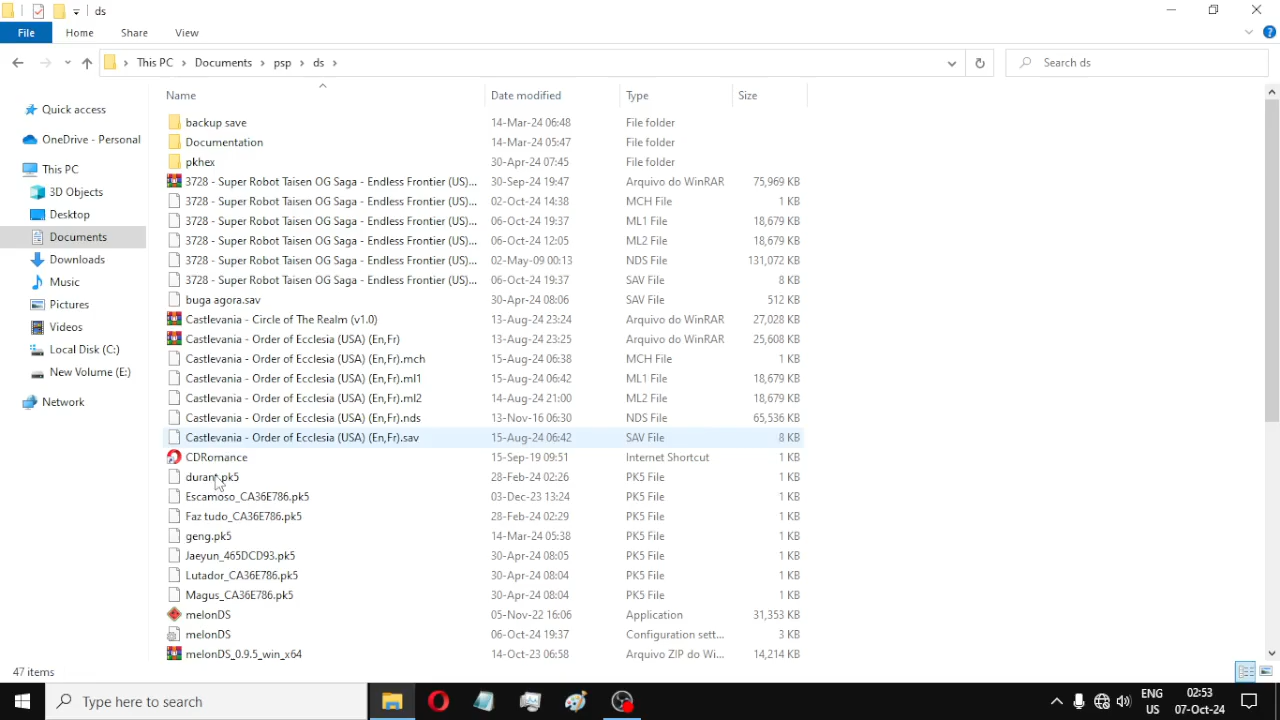 ds
File Home Share View
This PC Documents psp ds Search ds
Name Date modified Type Size
Quick access
OneDrive - Personal
This PC
3D Objects
Desktop
Documents
Downloads
Music
Pictures
Videos
Local Disk (C:)
New Volume (E:)
Network
backup save 14-Mar-24 06:48 File folder
Documentation 14-Mar-24 05:47 File folder
pkhex 30-Apr-24 07:45 File folder
3728 - Super Robot Taisen OG Saga - Endless Frontier (US)... 30-Sep-24 19:47 Arquivo do WinRAR 75,969 KB
3728 - Super Robot Taisen OG Saga - Endless Frontier (US)... 02-Oct-24 14:38 MCH File 1 KB
3728 - Super Robot Taisen OG Saga - Endless Frontier (US)... 06-Oct-24 19:37 ML1 File 18,679 KB
3728 - Super Robot Taisen OG Saga - Endless Frontier (US)... 06-Oct-24 12:05 ML2 File 18,679 KB
3728 - Super Robot Taisen OG Saga - Endless Frontier (US)... 02-May-09 00:13 NDS File 131,072 KB
3728 - Super Robot Taisen OG Saga - Endless Frontier (US)... 06-Oct-24 19:37 SAV File 8 KB
buga agora.sav 30-Apr-24 08:06 SAV File 512 KB
Castlevania - Circle of The Realm (v1.0) 13-Aug-24 23:24 Arquivo do WinRAR 27,028 KB
Castlevania - Order of Ecclesia (USA) (En,Fr) 13-Aug-24 23:25 Arquivo do WinRAR 25,608 KB
Castlevania - Order of Ecclesia (USA) (En,Fr).mch 15-Aug-24 06:38 MCH File 1 KB
Castlevania - Order of Ecclesia (USA) (En,Fr).ml1 15-Aug-24 06:42 ML1 File 18,679 KB
Castlevania - Order of Ecclesia (USA) (En,Fr).ml2 14-Aug-24 21:00 ML2 File 18,679 KB
Castlevania - Order of Ecclesia (USA) (En,Fr).nds 13-Nov-16 06:30 NDS File 65,536 KB
Castlevania - Order of Ecclesia (USA) (En,Fr).sav 15-Aug-24 06:42 SAV File 8 KB
CDRomance 15-Sep-19 09:51 Internet Shortcut 1 KB
durant.pk5 28-Feb-24 02:26 PK5 File 1 KB
Escamoso_CA36E786.pk5 03-Dec-23 13:24 PK5 File 1 KB
Faz tudo_CA36E786.pk5 28-Feb-24 02:29 PK5 File 1 KB
geng.pk5 14-Mar-24 05:38 PK5 File 1 KB
Jaeyun_465DCD93.pk5 30-Apr-24 08:05 PK5 File 1 KB
Lutador_CA36E786.pk5 30-Apr-24 08:04 PK5 File 1 KB
Magus_CA36E786.pk5 30-Apr-24 08:04 PK5 File 1 KB
melonDS 05-Nov-22 16:06 Application 31,353 KB
melonDS 06-Oct-24 19:37 Configuration sett... 3 KB
melonDS_0.9.5_win_x64 14-Oct-23 06:58 Arquivo ZIP do Wi... 14,214 KB
47 items
Type here to search
ENG
US
02:53
07-Oct-24